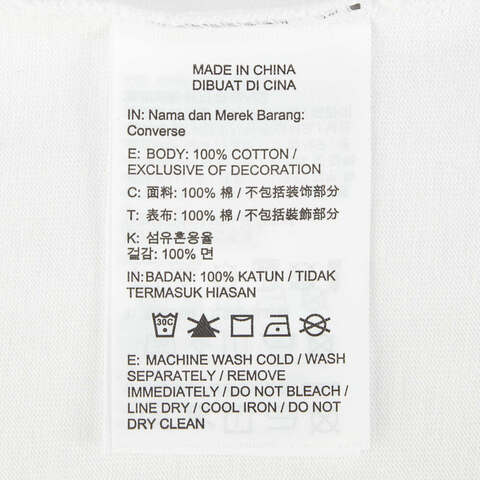 MADE IN CHINA
DIBUAT DI CINA
IN: Nama dan Merek Barang:
Converse
E: BODY: 100% COTTON /
EXCLUSIVE OF DECORATION
C: 面料: 100% 棉 / 不包括装饰部分
T: 表布: 100% 棉 / 不包括裝飾部分
K: 섬유혼용율
겉감: 100% 면
IN:BADAN: 100% KATUN / TIDAK
TERMASUK HIASAN
30C
E: MACHINE WASH COLD / WASH
SEPARATELY / REMOVE
IMMEDIATELY / DO NOT BLEACH /
LINE DRY / COOL IRON / DO NOT
DRY CLEAN